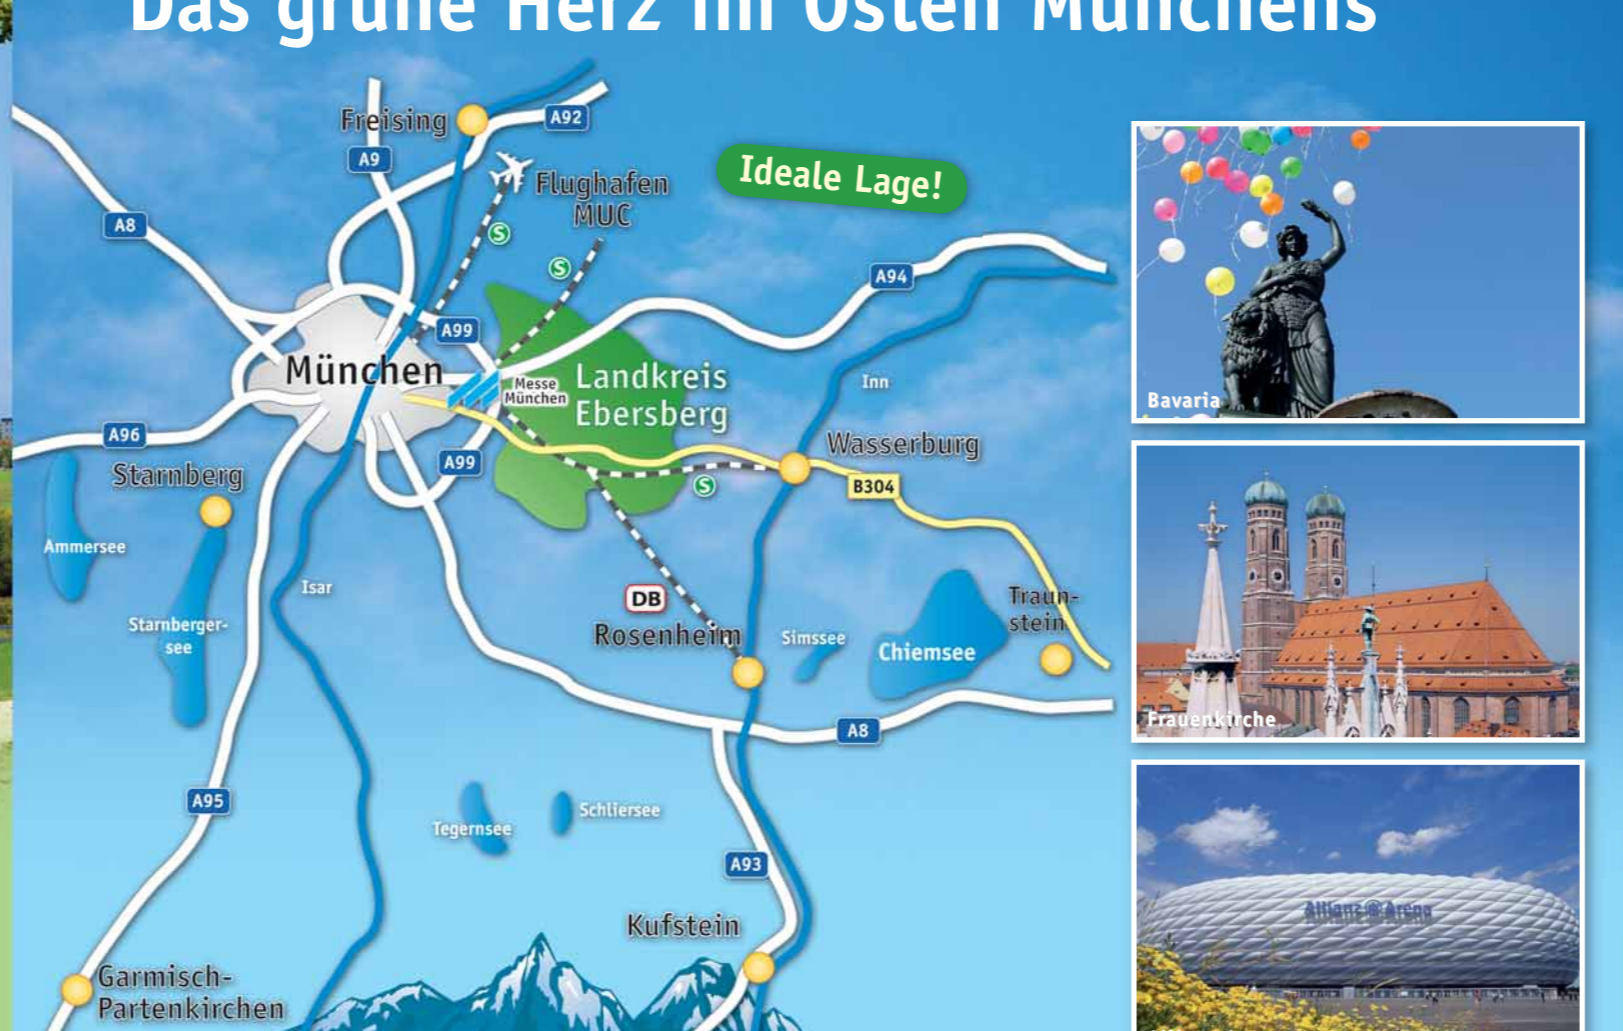 Das grüne Herz im Osten Münchens
Freising
A92
A9
Flughafen
MUC
Ideale Lage!
A8
S
S
A94
A99
München
Messe
München
Landkreis
Ebersberg
Inn
Bavaria
A96
A99
Wasserburg
Starnberg
S
B304
Ammersee
Isar
DB
Rosenheim
Starnberger-
see
Simssee
Chiemsee
Traun-
stein
Frauenkirche
A8
A95
Tegernsee
Schliersee
A93
Kufstein
Allianz Arena
Garmisch-
Partenkirchen